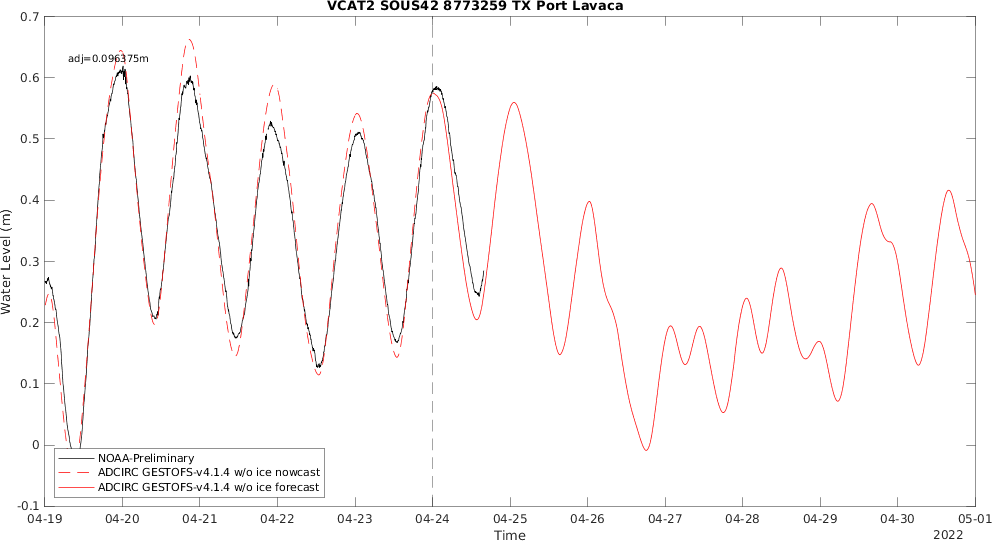 VCAT2 SOUS42 8773259 TX Port Lavaca
adj=0.096375m
0.7
0.6
0.5
0.4
0.3
0.2
0.1
0
-0.1
Water Level (m)
NOAA-Preliminary
ADCIRC GESTOFS-v4.1.4 w/o ice nowcast
ADCIRC GESTOFS-v4.1.4 w/o ice forecast
04-19 04-20 04-21 04-22 04-23 04-24 04-25 04-26 04-27 04-28 04-29 04-30 05-01
Time
2022